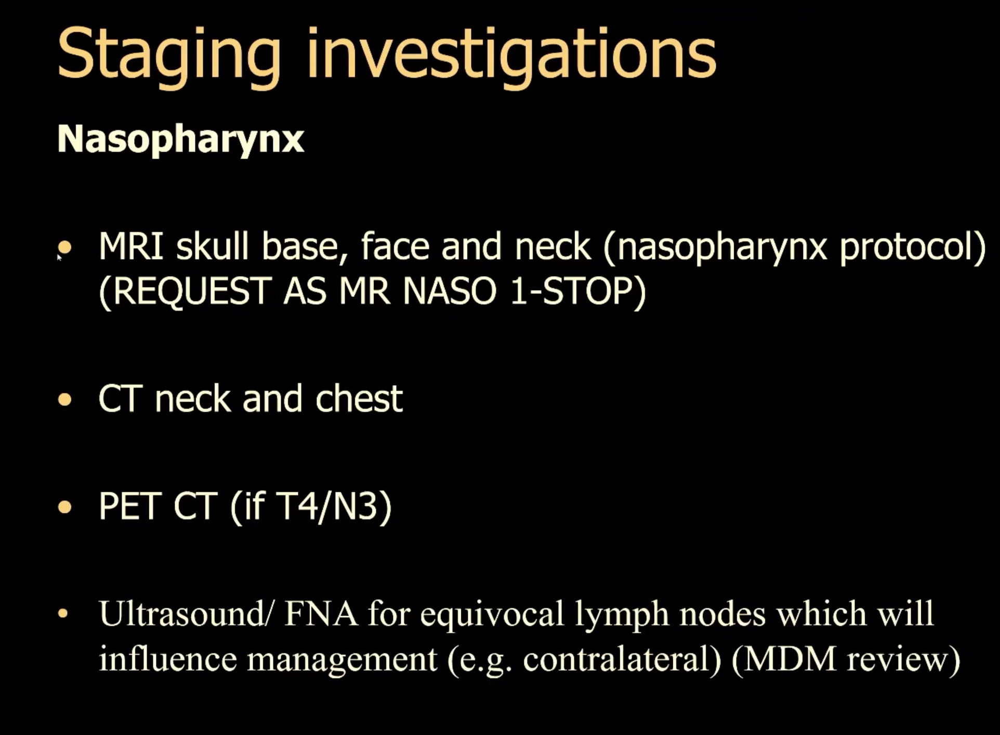 Staging investigations
Nasopharynx
• MRI skull base, face and neck (nasopharynx protocol)
(REQUEST AS MR NASO 1-STOP)
• CT neck and chest
• PET CT (if T4/N3)
• Ultrasound/ FNA for equivocal lymph nodes which will
influence management (e.g. contralateral) (MDM review)